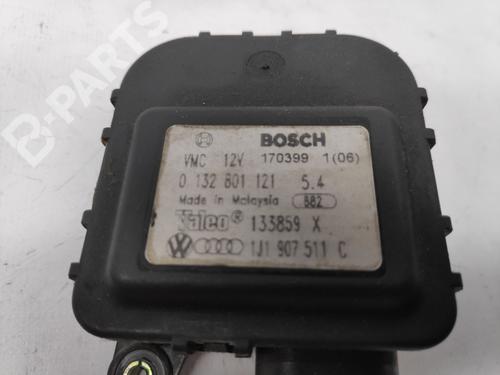 B-PARTS
BOSCH
VMC 12V 170399 1(06)
0 132 801 121 5.4
Made in Malaysia 882
Valeo® 133859 X
1J1 907 511 C